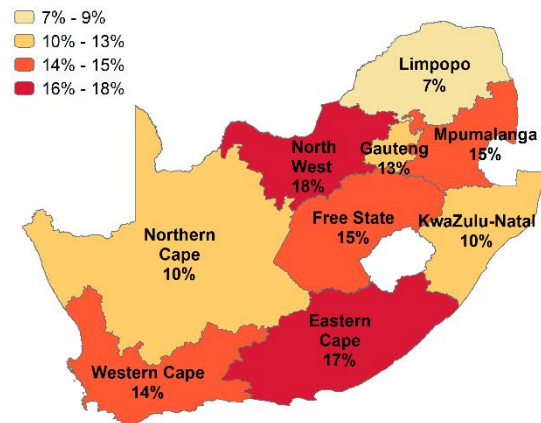 7% - 9%
10% - 13%
14% - 15%
16% - 18%
Limpopo
7%
Mpumalanga
15%
Gauteng
13%
North
West
18%
Free State
15%
KwaZulu-Natal
10%
Northern
Cape
10%
Eastern
Cape
17%
Western Cape
14%